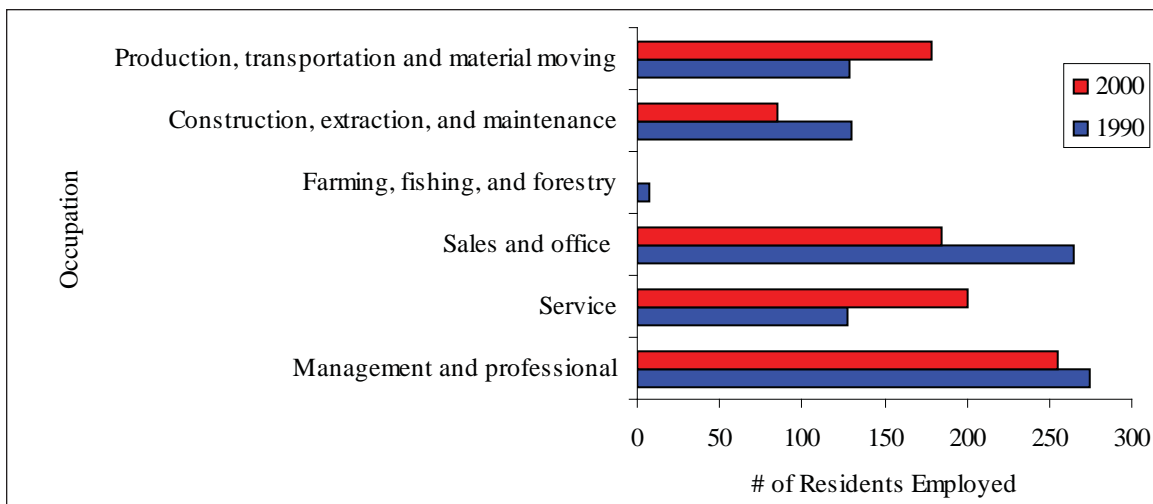 Production, transportation and material moving
Construction, extraction, and maintenance
Farming, fishing, and forestry
Sales and office
Service
Management and professional
Occupation
2000
1990
0 50 100 150 200 250 300
# of Residents Employed